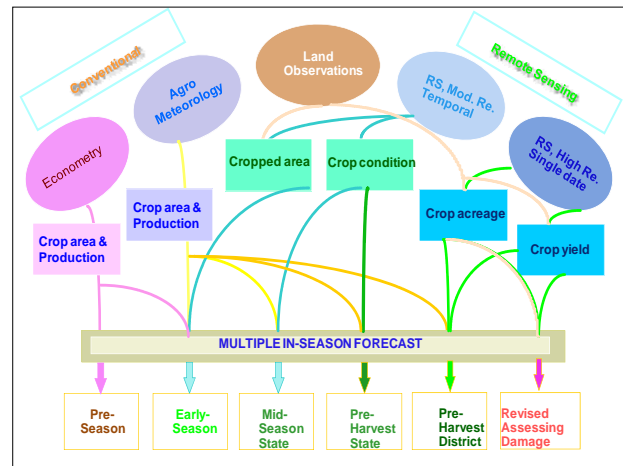 Conventional
Remote Sensing
Econometry
Agro
Meteorology
Land
Observations
RS, Mod. Re.
Temporal
RS, High Re.
Single date
Cropped area
Crop condition
Crop area &
Production
Crop area &
Production
Crop acreage
Crop yield
MULTIPLE IN-SEASON FORECAST
Pre-
Season
Early-
Season
Mid-
Season
State
Pre-
Harvest
State
Pre-
Harvest
District
Revised
Assessing
Damage